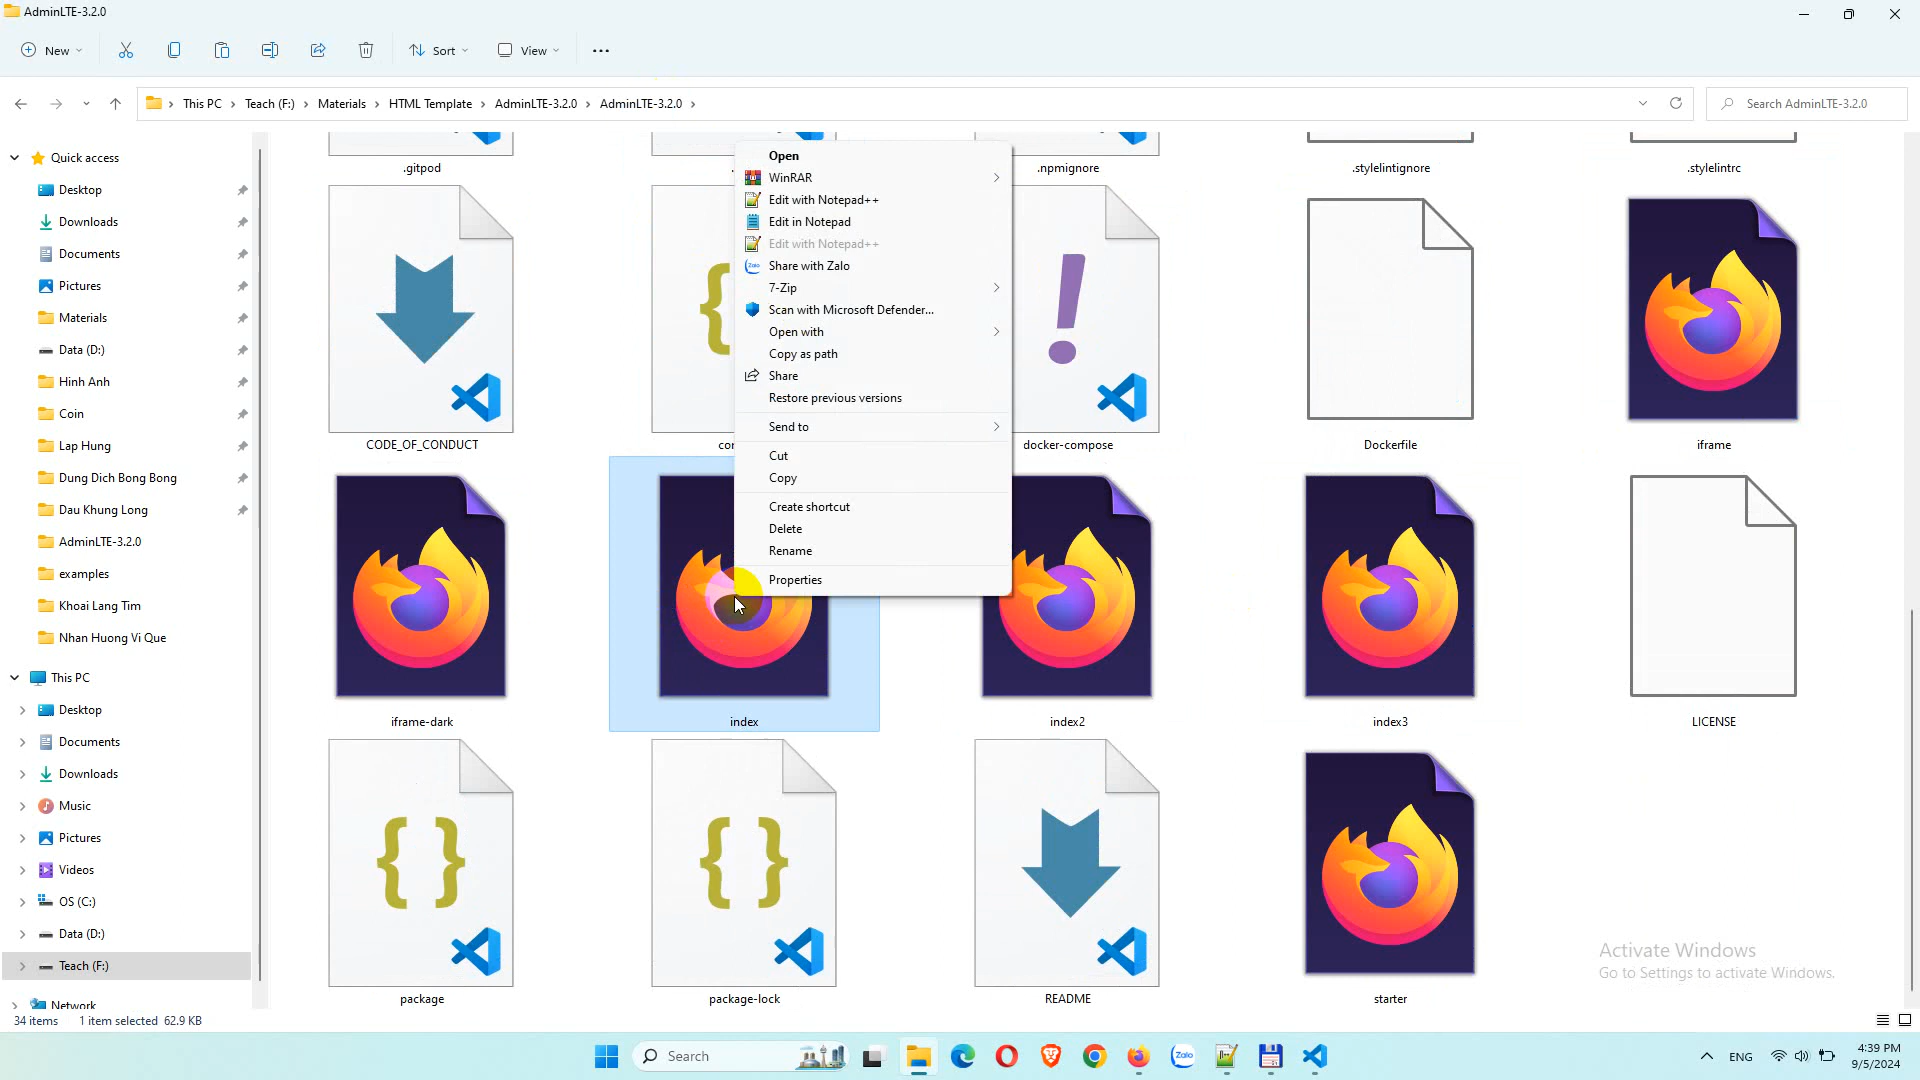 AdminLTE-3.2.0
New
Sort
View
This PC
Teach (F:)
Materials
HTML Template
AdminLTE-3.2.0
AdminLTE-3.2.0
Search AdminLTE-3.2.0
Quick access
Desktop
Downloads
Documents
Pictures
Materials
Data (D:)
Hinh Anh
Coin
Lap Hung
Dung Dich Bong Bong
Dau Khung Long
AdminLTE-3.2.0
examples
Khoai Lang Tim
Nhan Huong Vi Que
This PC
Desktop
Documents
Downloads
Music
Pictures
Videos
OS (C:)
Data (D:)
Teach (F:)
Network
.gitpod
.npmignore
.stylelintignore
.stylelintrc
CODE_OF_CONDUCT
docker-compose
Dockerfile
iframe
iframe-dark
index
index2
index3
LICENSE
package
package-lock
README
starter
Open
WinRAR
Edit with Notepad++
Edit in Notepad
Edit with Notepad++
Zalo
Share with Zalo
7-Zip
Scan with Microsoft Defender...
Open with
Copy as path
Share
Restore previous versions
Send to
Cut
Copy
Create shortcut
Delete
Rename
Properties
Activate Windows
Go to Settings to activate Windows.
34 items
1 item selected 62.9 KB
Search
Zalo
ENG
4:39 PM
9/5/2024